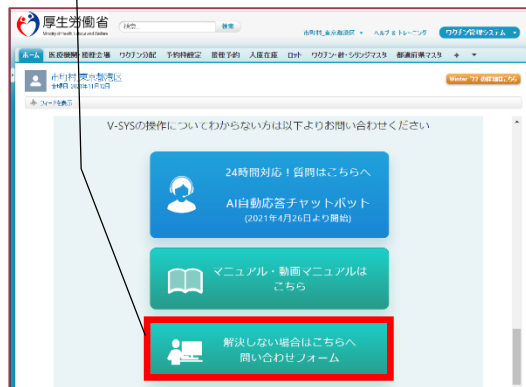 厚生労働省
Ministry of Health, Labour and Welfare
検索...
検索
市町村_東京都港区
ヘルプ & トレーニング
ワクチン管理システム
ホーム
医療機関・接種会場
ワクチン分配
予約枠設定
接種予約
入庫在庫
ロット
ワクチン・針・シリンジマスタ
都道府県マスタ
+
市町村_東京都港区
フィードを表示
V-SYSの操作についてわからない方は以下よりお問い合わせください
24時間対応！質問はこちらへ
AI自動応答チャットボット
(2021年4月26日より開始)
マニュアル・動画マニュアルは
こちら
解決しない場合はこちらへ
問い合わせフォーム